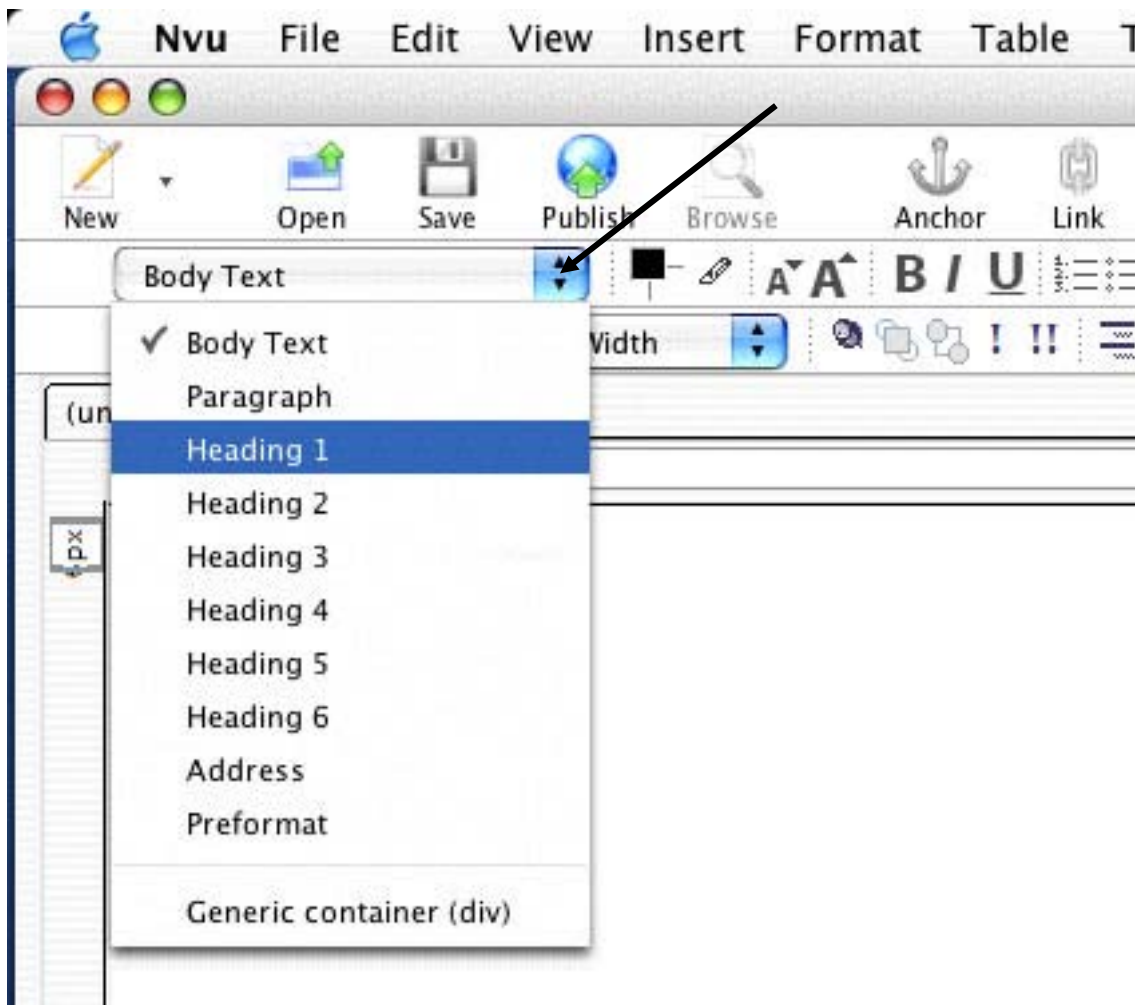 Nvu File Edit View Insert Format Table
New Open Save Publish Browse Anchor Link
Body Text
A A B I U
Body Text
Width
Paragraph
(un
Heading 1
Heading 2
px
Heading 3
Heading 4
Heading 5
Heading 6
Address
Preformat
Generic container (div)